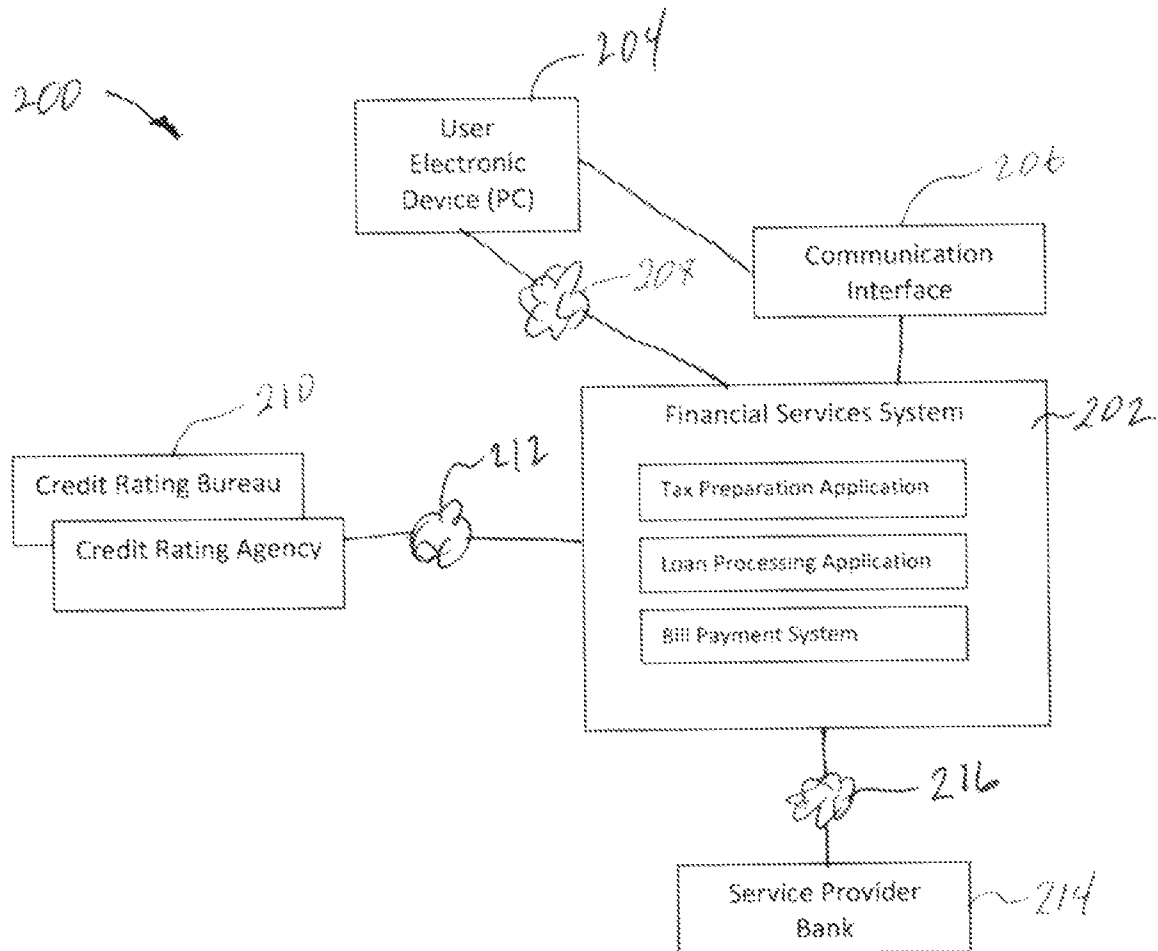 200
204
User
Electronic
Device (PC)
206
Communication
Interface
208
Financial Services System
202
Tax Preparation Application
Loan Processing Application
Bill Payment System
210
Credit Rating Bureau
Credit Rating Agency
212
216
Service Provider
Bank
214